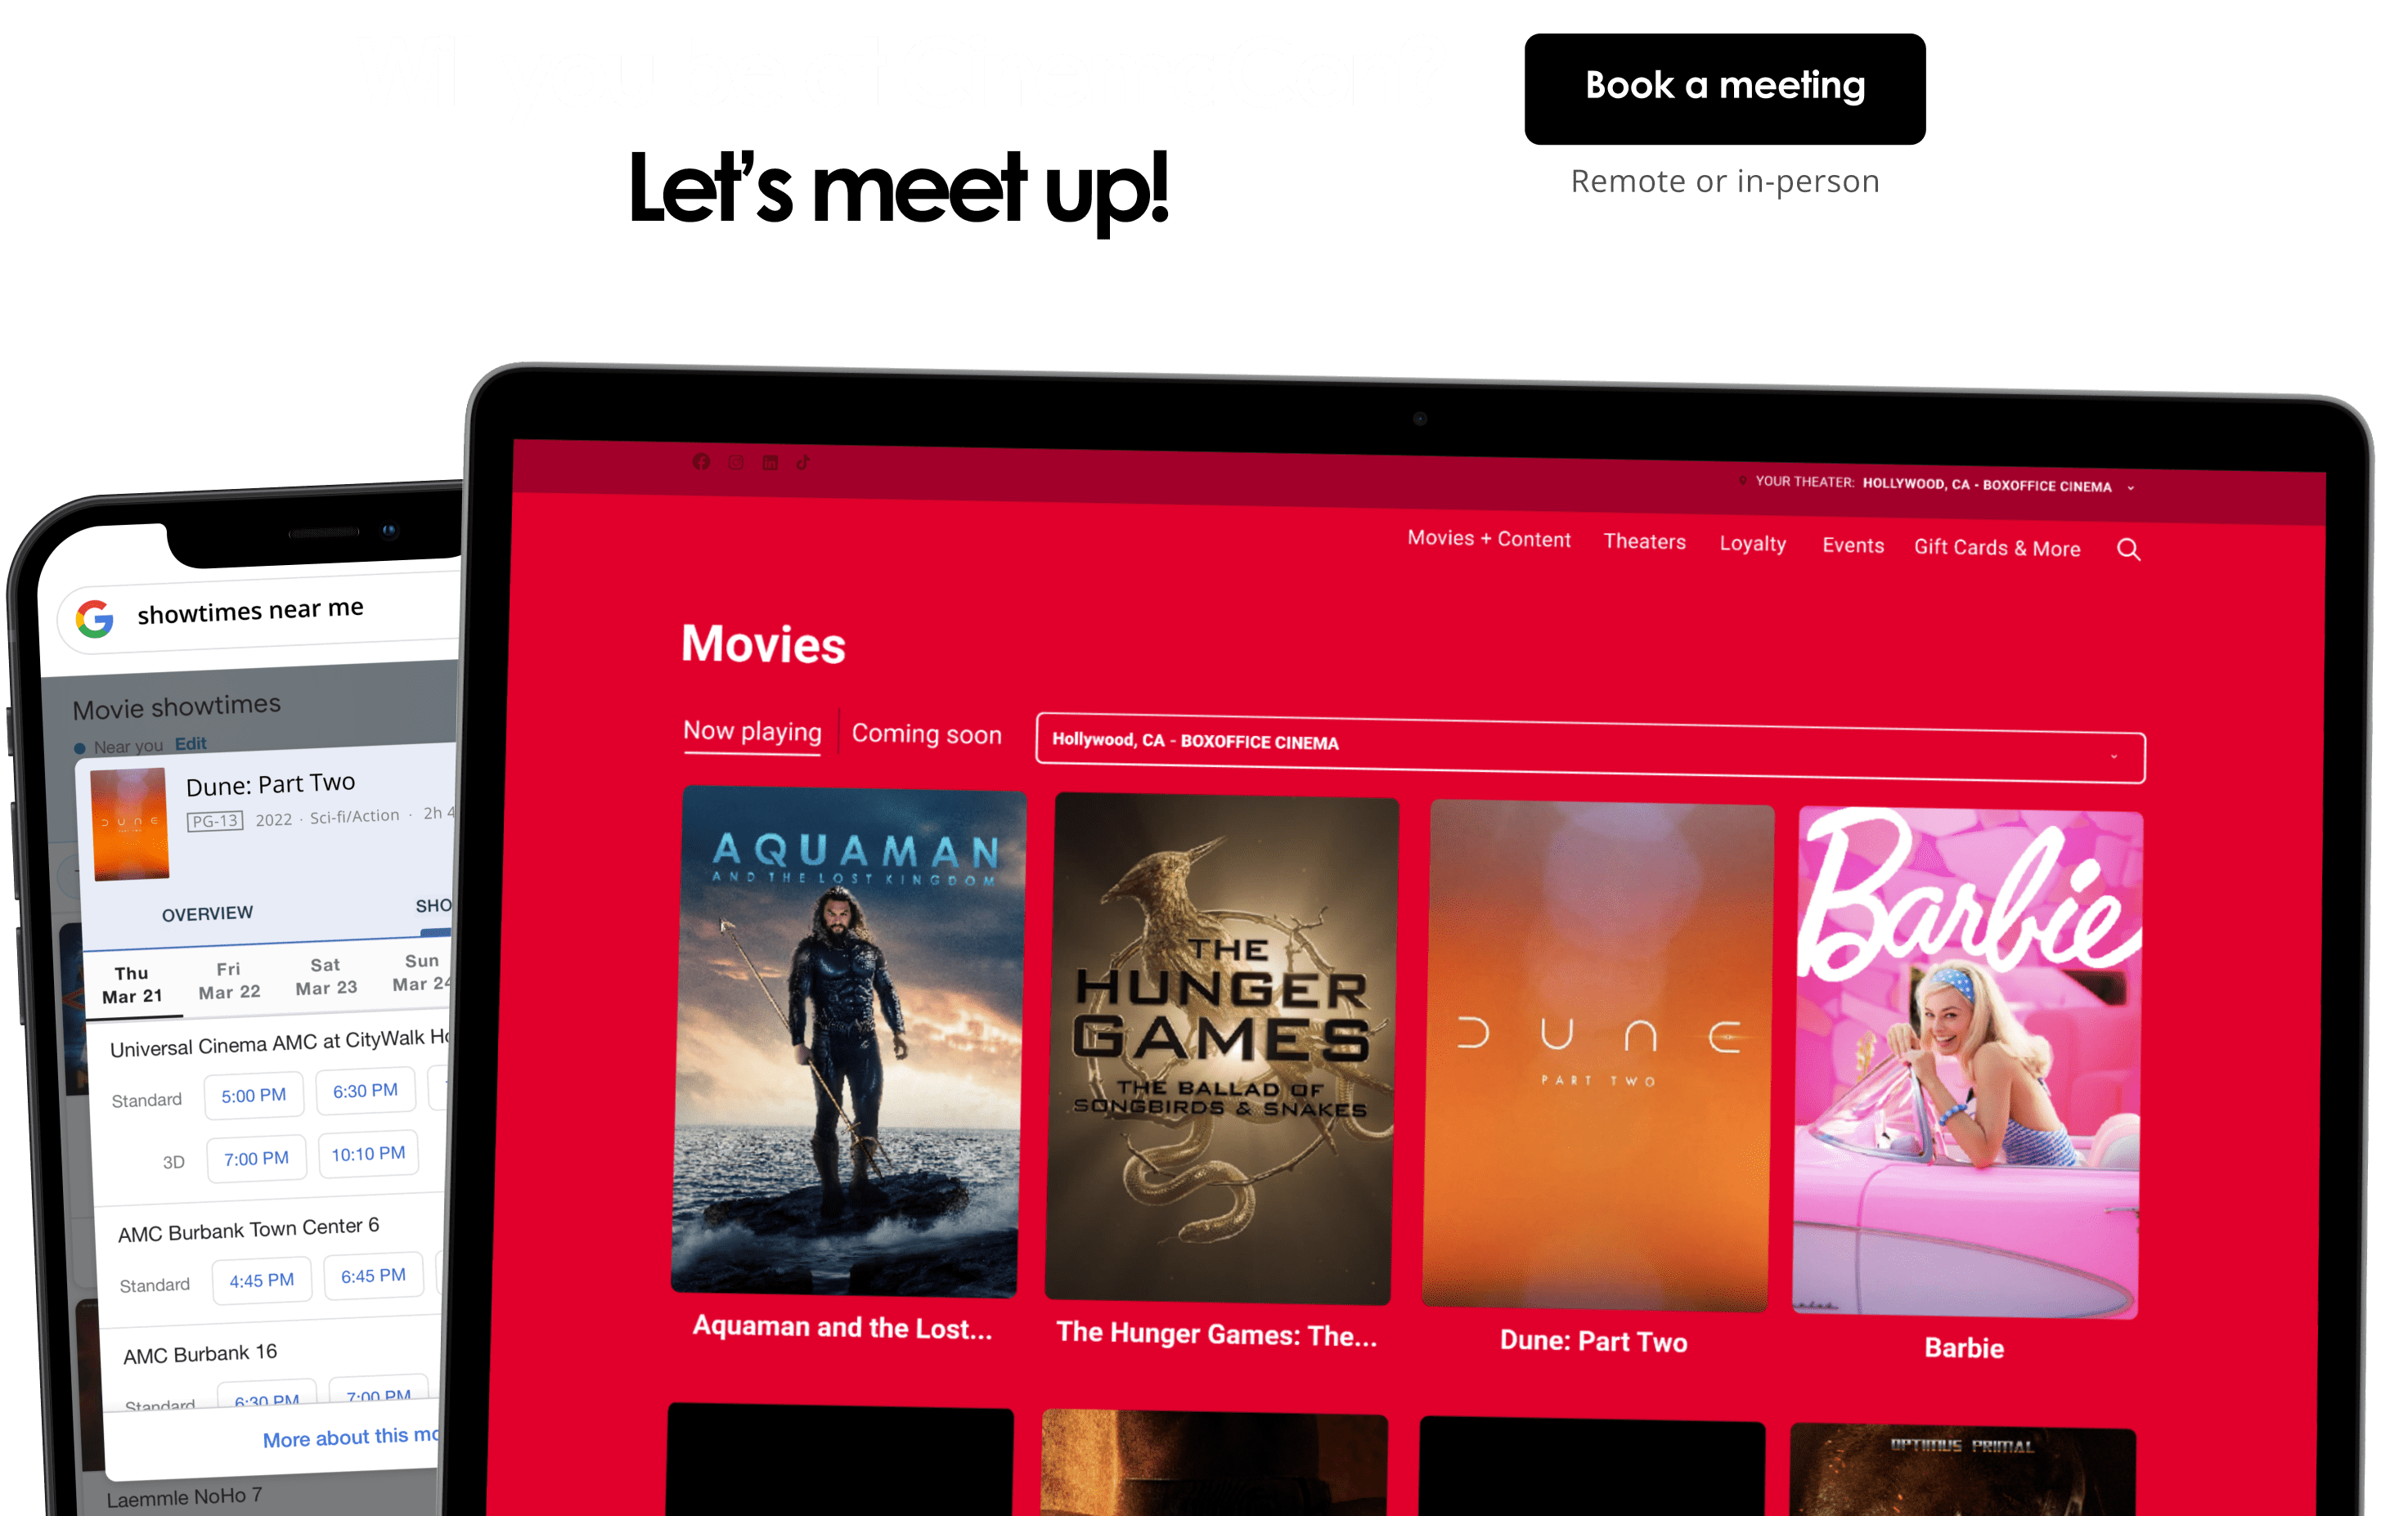 Book a meeting
Remote or in-person
Let's meet up!
showtimes near me
Movie showtimes
Near you Edit
Dune: Part Two
PG-13 2022 · Sci-fi/Action · 2h 4
DUNE
PART TWO
OVERVIEW SHO
Thu Fri Sat Sun
Mar 21 Mar 22 Mar 23 Mar 24
Universal Cinema AMC at CityWalk Ho
Standard 5:00 PM 6:30 PM
3D 7:00 PM 10:10 PM
AMC Burbank Town Center 6
Standard 4:45 PM 6:45 PM
AMC Burbank 16
Standard 6:30 PM 7:00 PM
More about this mo
Laemmle NoHo 7
YOUR THEATER: HOLLYWOOD, CA - BOXOFFICE CINEMA
Movies + Content Theaters Loyalty Events Gift Cards & More
Movies
Now playing Coming soon Hollywood, CA - BOXOFFICE CINEMA
AQUAMAN
AND THE LOST KINGDOM
THE
HUNGER
GAMES
THE BALLAD OF
SONGBIRDS & SNAKES
DUNE
PART TWO
Barbie
Aquaman and the Lost... The Hunger Games: The... Dune: Part Two Barbie
OPTIMUS PRIMAL